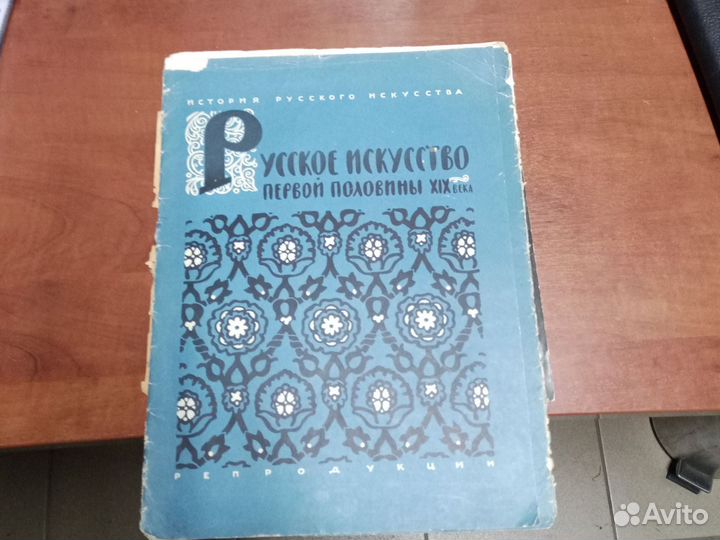 ИСТОРИЯ РУССКОГО ИСКУССТВА
РУССКОЕ ИСКУССТВО
ПЕРВОЙ ПОЛОВИНЫ XIX ВЕКА
РЕПРОДУКЦИИ
Avito